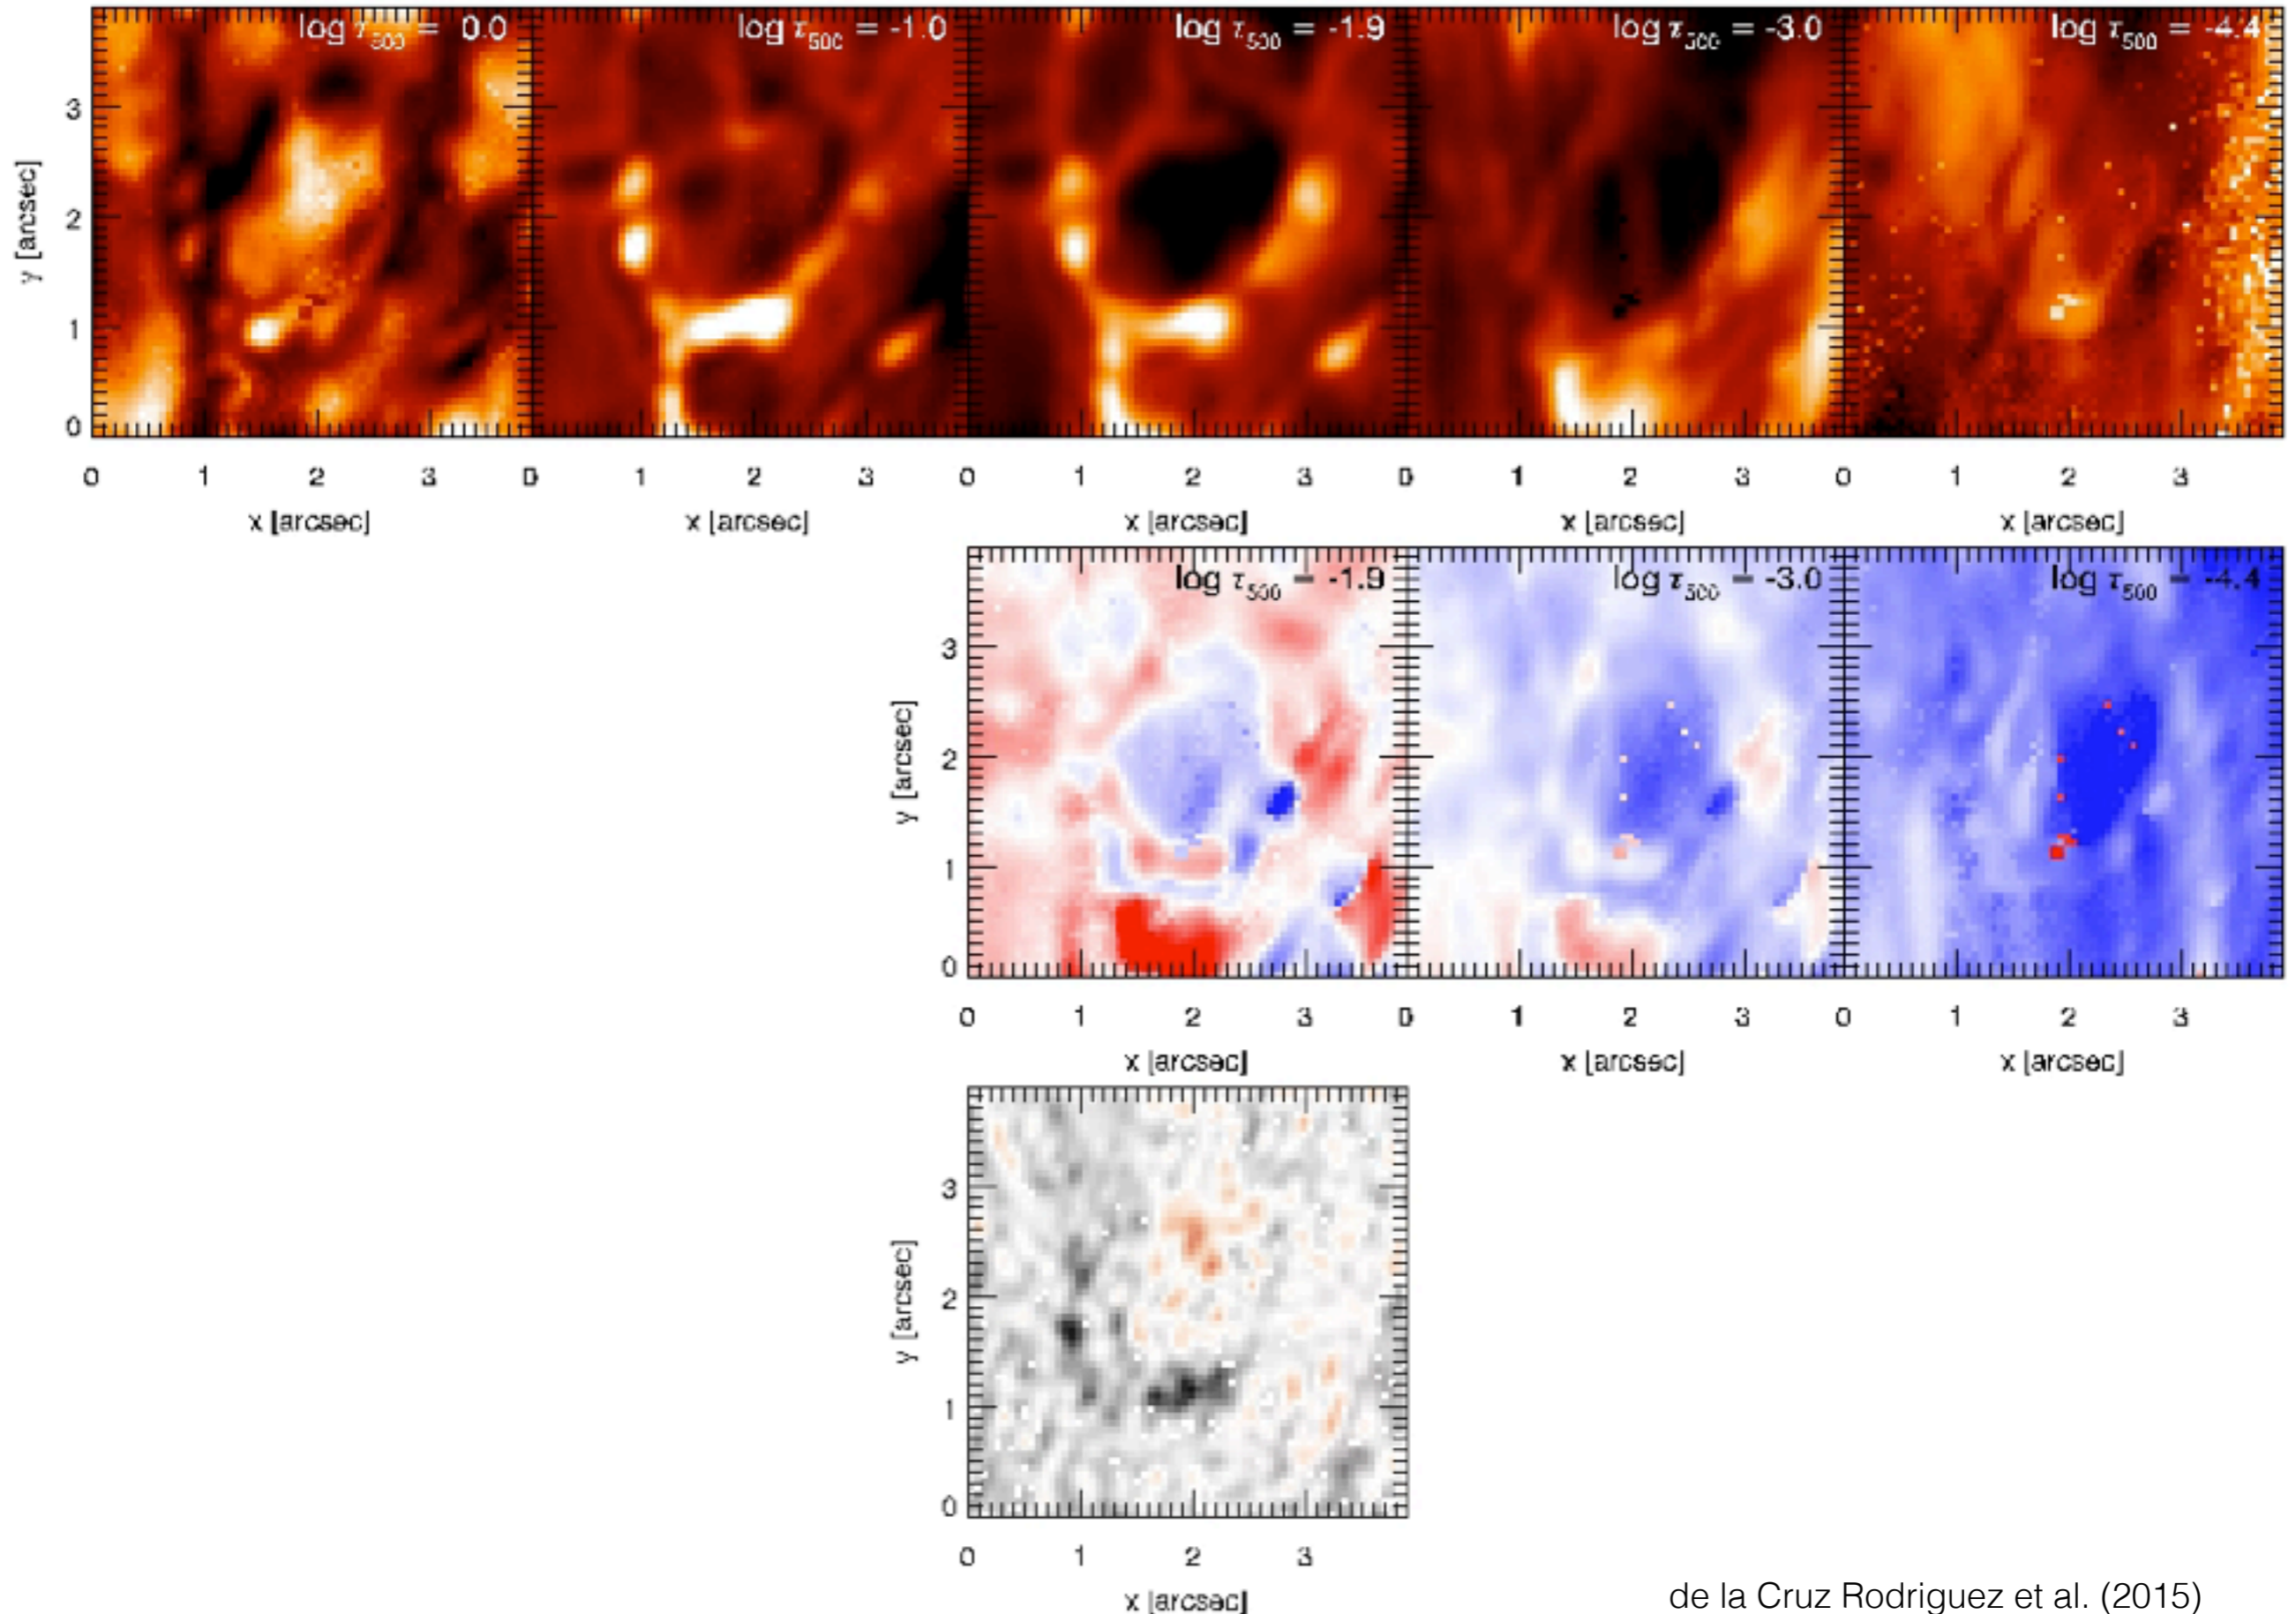 log τ500 = 0.0
log τ500 = -1.0
log τ500 = -1.9
log τ500 = -3.0
log τ500 = -4.4
3
2
1
0
y [arcsec]
0 1 2 3 0 1 2 3 0 1 2 3 0 1 2 3 0 1 2 3
x [arcsec] x [arcsec] x [arcsec] x [arcsec] x [arcsec]
log τ500 = -1.9
log τ500 = -3.0
log τ500 = -4.4
3
2
1
0
y [arcsec]
0 1 2 3 0 1 2 3 0 1 2 3
x [arcsec] x [arcsec] x [arcsec]
3
2
1
0
y [arcsec]
0 1 2 3
x [arcsec]
de la Cruz Rodriguez et al. (2015)